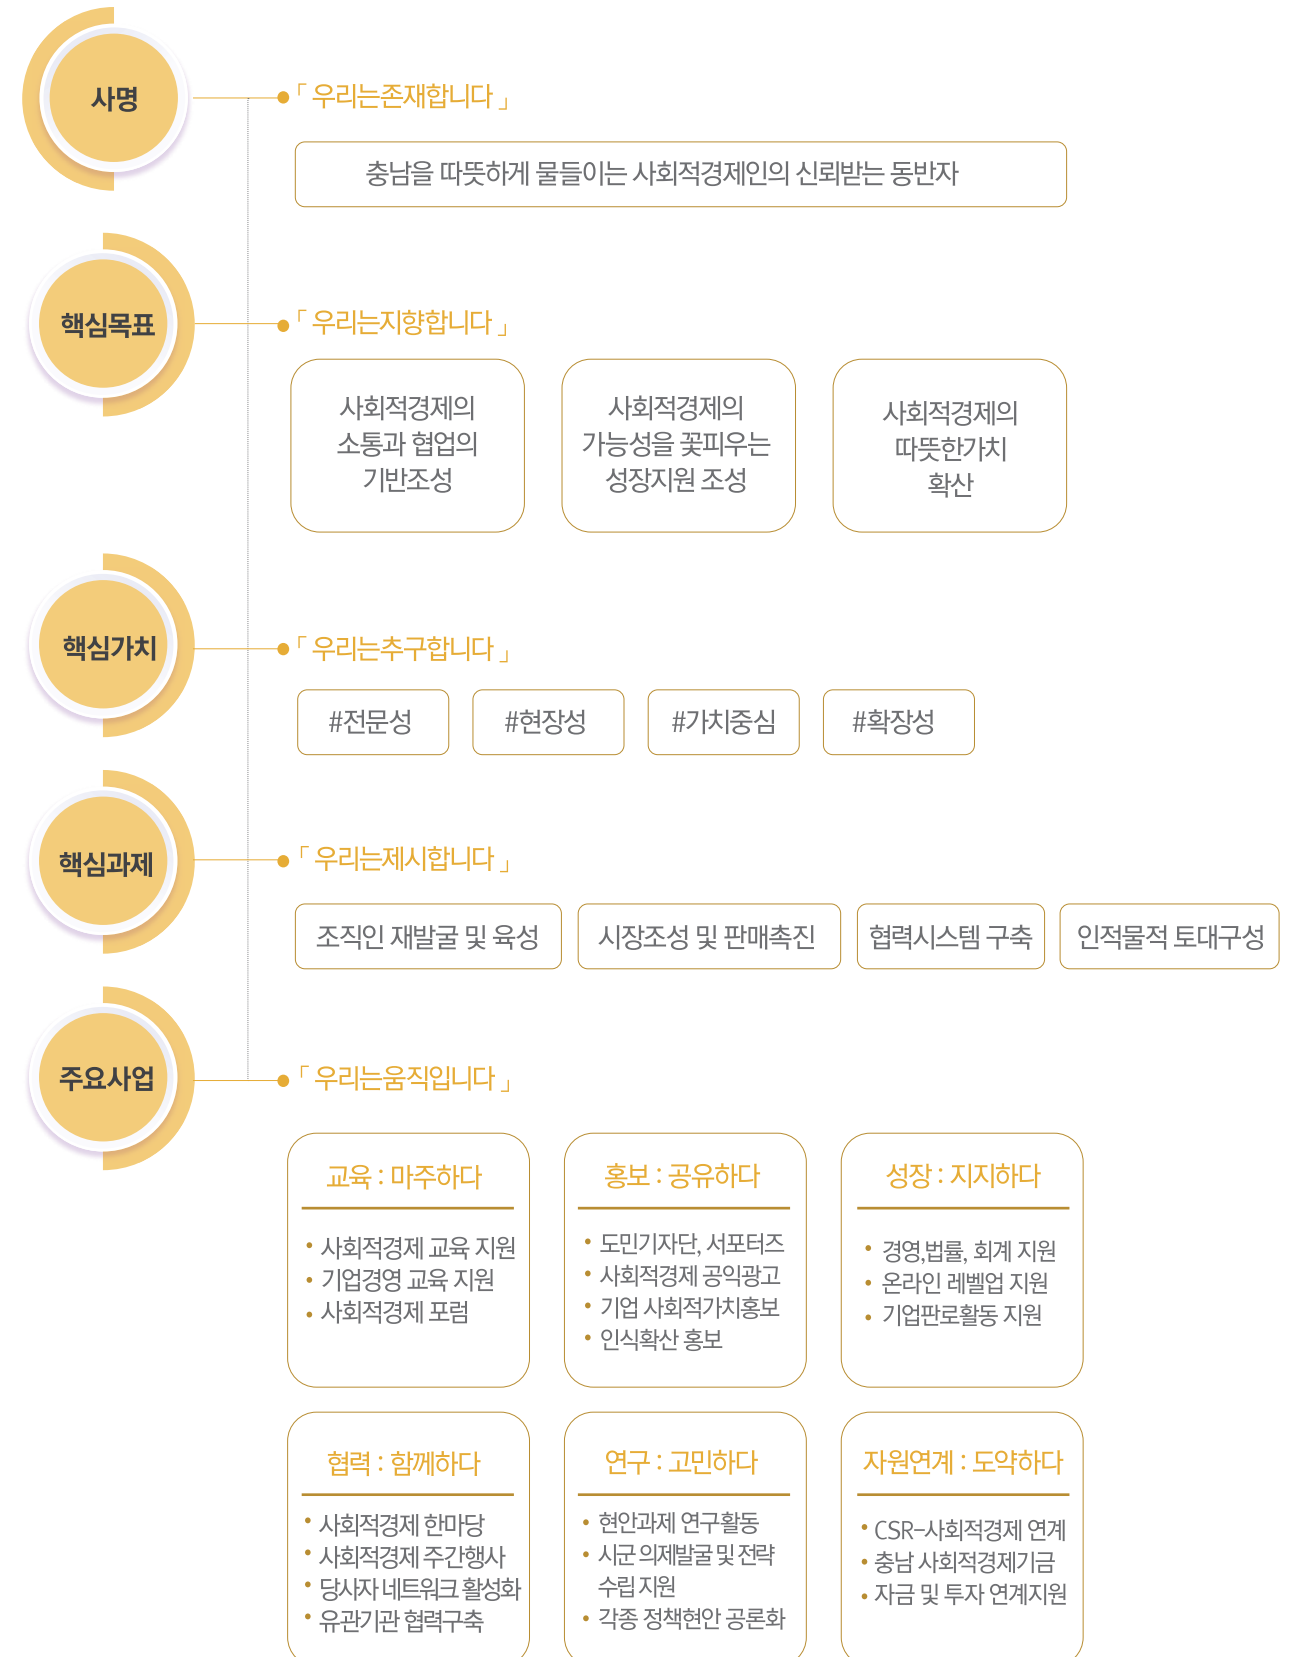 사명
「 우리는존재합니다 」
충남을 따뜻하게 물들이는 사회적경제인의 신뢰받는 동반자
핵심목표
「 우리는지향합니다 」
사회적경제의
소통과 협업의
기반조성
사회적경제의
가능성을 꽃피우는
성장지원 조성
사회적경제의
따뜻한가치
확산
핵심가치
「 우리는추구합니다 」
#전문성
#현장성
#가치중심
#확장성
핵심과제
「 우리는제시합니다 」
조직인 재발굴 및 육성
시장조성 및 판매촉진
협력시스템 구축
인적물적 토대구성
주요사업
「 우리는움직입니다 」
교육 : 마주하다
• 사회적경제 교육 지원
• 기업경영 교육 지원
• 사회적경제 포럼
홍보 : 공유하다
• 도민기자단, 서포터즈
• 사회적경제 공익광고
• 기업 사회적가치홍보
• 인식확산 홍보
성장 : 지지하다
• 경영,법률, 회계 지원
• 온라인 레벨업 지원
• 기업판로활동 지원
협력 : 함께하다
• 사회적경제 한마당
• 사회적경제 주간행사
• 당사자 네트워크 활성화
• 유관기관 협력구축
연구 : 고민하다
• 현안과제 연구활동
• 시군 의제발굴 및 전략
수립 지원
• 각종 정책현안 공론화
자원연계 : 도약하다
• CSR-사회적경제 연계
• 충남 사회적경제기금
• 자금 및 투자 연계지원